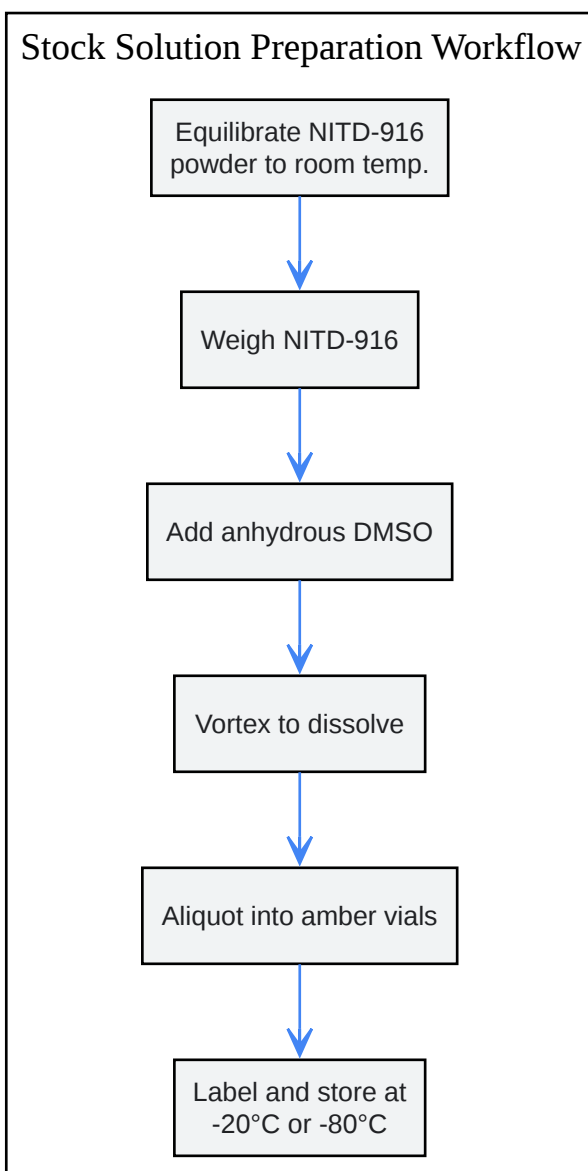 Stock Solution Preparation Workflow
Equilibrate NITD-916
powder to room temp.
Weigh NITD-916
Add anhydrous DMSO
Vortex to dissolve
Aliquot into amber vials
Label and store at
-20°C or -80°C